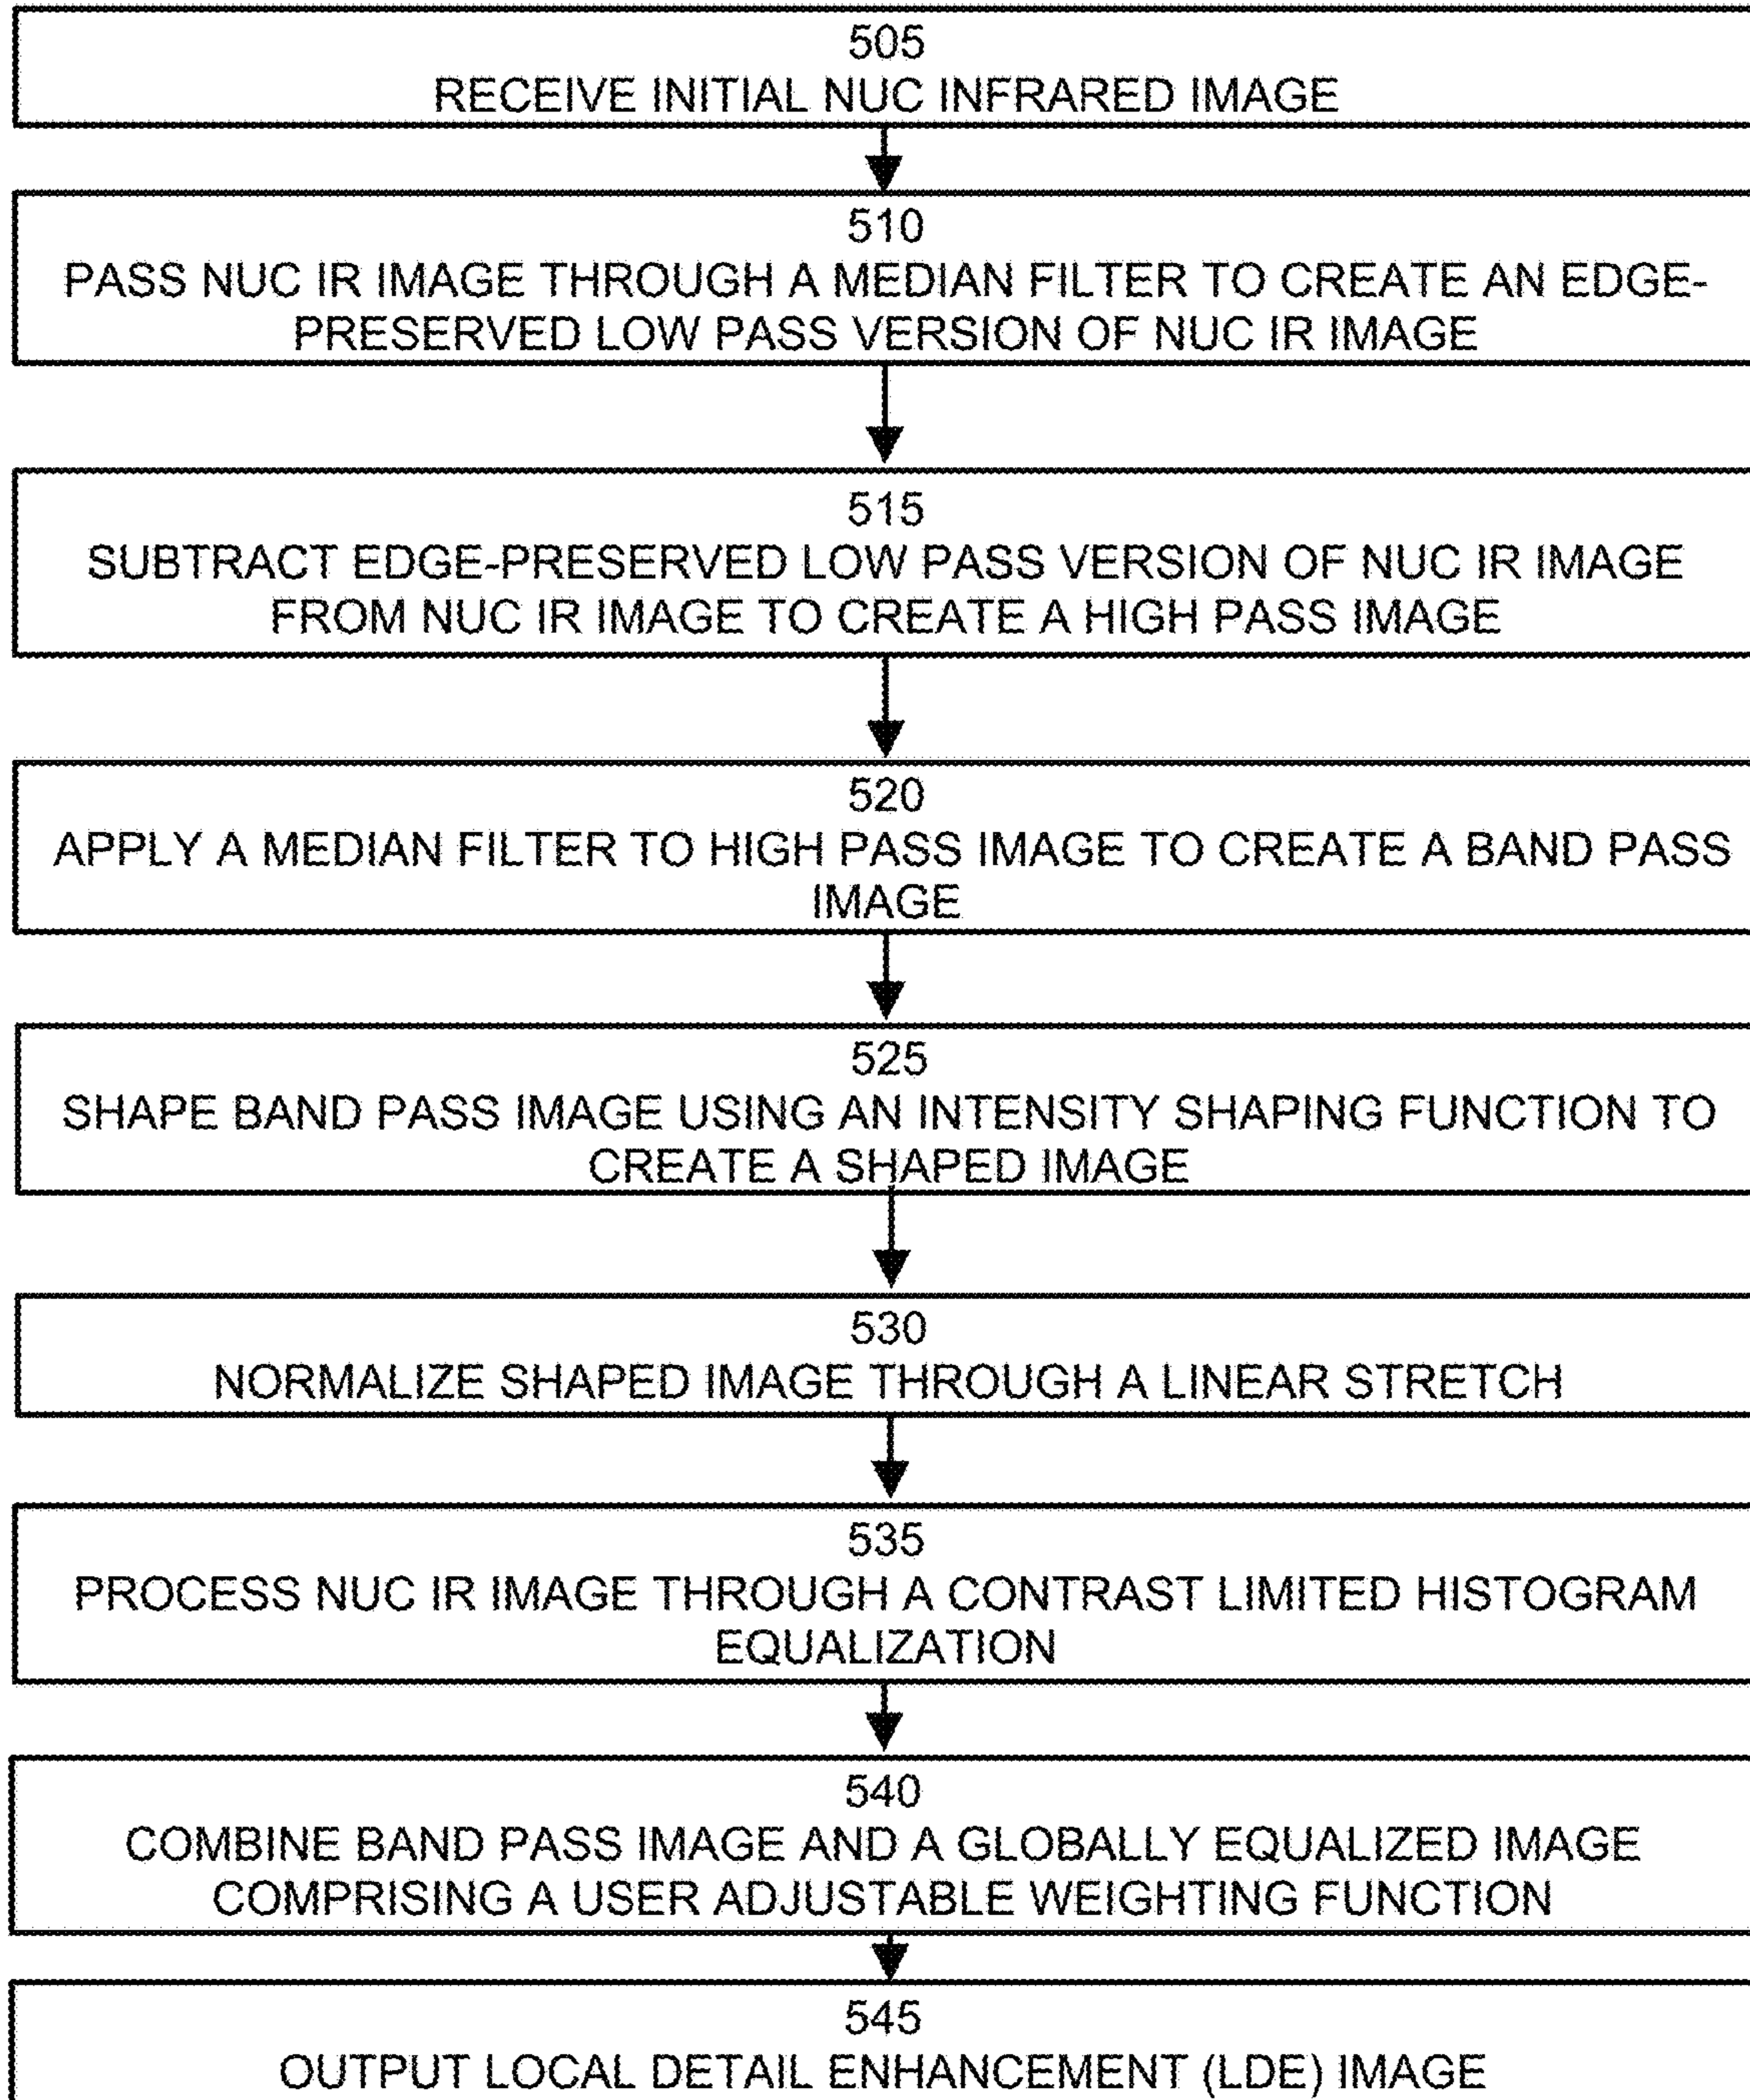 505
RECEIVE INITIAL NUC INFRARED IMAGE
510
PASS NUC IR IMAGE THROUGH A MEDIAN FILTER TO CREATE AN EDGE-
PRESERVED LOW PASS VERSION OF NUC IR IMAGE
515
SUBTRACT EDGE-PRESERVED LOW PASS VERSION OF NUC IR IMAGE
FROM NUC IR IMAGE TO CREATE A HIGH PASS IMAGE
520
APPLY A MEDIAN FILTER TO HIGH PASS IMAGE TO CREATE A BAND PASS
IMAGE
525
SHAPE BAND PASS IMAGE USING AN INTENSITY SHAPING FUNCTION TO
CREATE A SHAPED IMAGE
530
NORMALIZE SHAPED IMAGE THROUGH A LINEAR STRETCH
535
PROCESS NUC IR IMAGE THROUGH A CONTRAST LIMITED HISTOGRAM
EQUALIZATION
540
COMBINE BAND PASS IMAGE AND A GLOBALLY EQUALIZED IMAGE
COMPRISING A USER ADJUSTABLE WEIGHTING FUNCTION
545
OUTPUT LOCAL DETAIL ENHANCEMENT (LDE) IMAGE